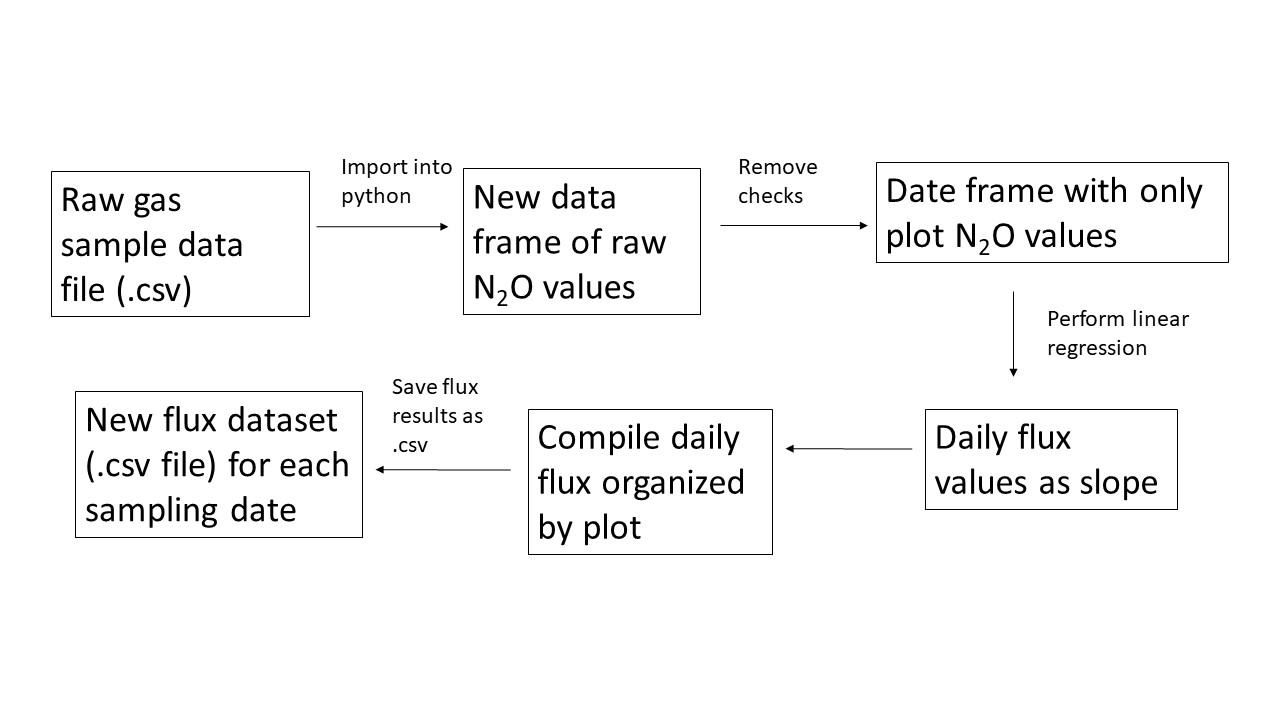 Raw gas
sample data
file (.csv)
Import into
python
New data
frame of raw
N₂O values
Remove
checks
Date frame with only
plot N₂O values
Perform linear
regression
Daily flux
values as slope
Compile daily
flux organized
by plot
Save flux
results as
.csv
New flux dataset
(.csv file) for each
sampling date